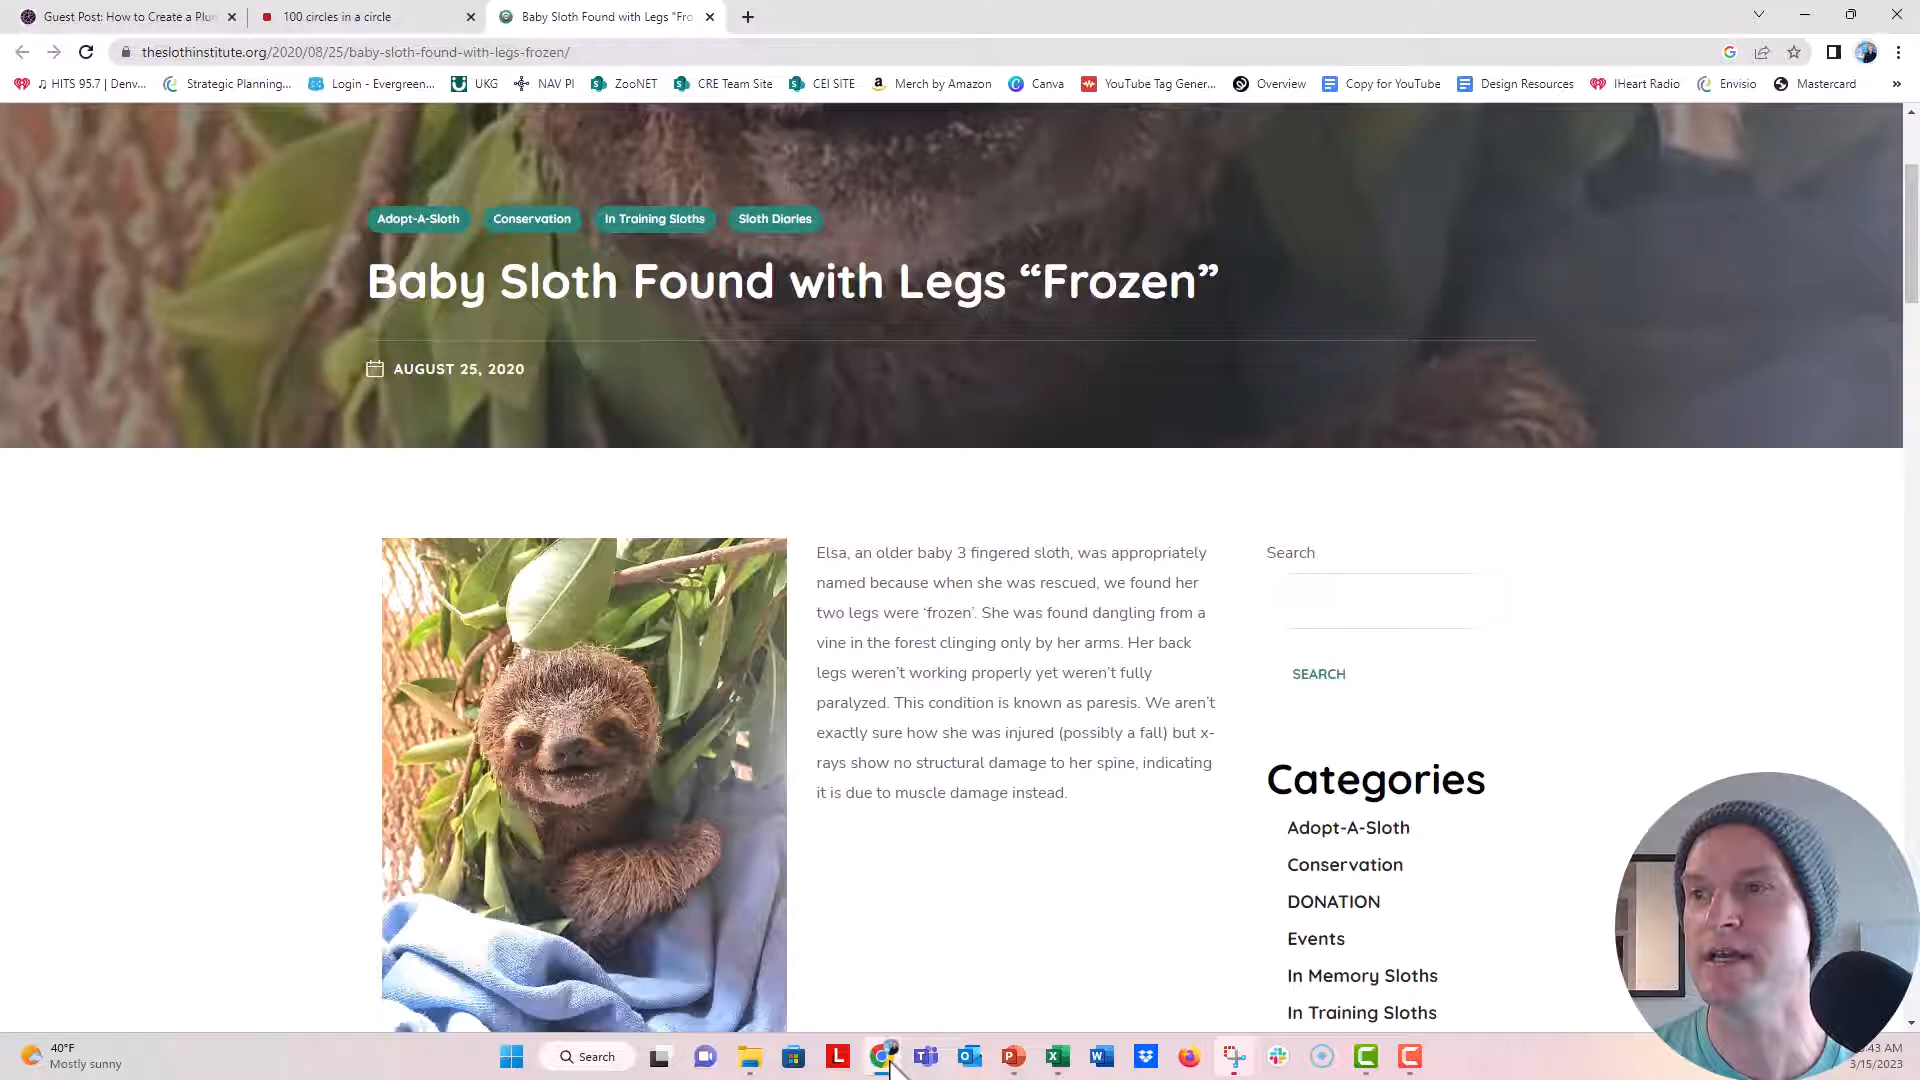 Guest Post: How to Create a Plun
100 circles in a circle
Baby Sloth Found with Legs "Fro
theslothinstitute.org/2020/08/25/baby-sloth-found-with-legs-frozen/
♫ HITS 95.7 | Denv...
Strategic Planning...
Login - Evergreen...
UKG
NAV PI
ZooNET
CRE Team Site
CEI SITE
Merch by Amazon
Canva
YouTube Tag Gener...
Overview
Copy for YouTube
Design Resources
IHeart Radio
Envisio
Mastercard
»
Adopt-A-Sloth
Conservation
In Training Sloths
Sloth Diaries
Baby Sloth Found with Legs “Frozen”
AUGUST 25, 2020
Elsa, an older baby 3 fingered sloth, was appropriately
named because when she was rescued, we found her
two legs were ‘frozen’. She was found dangling from a
vine in the forest clinging only by her arms. Her back
legs weren’t working properly yet weren’t fully
paralyzed. This condition is known as paresis. We aren’t
exactly sure how she was injured (possibly a fall) but x-
rays show no structural damage to her spine, indicating
it is due to muscle damage instead.
Search
SEARCH
Categories
Adopt-A-Sloth
Conservation
DONATION
Events
In Memory Sloths
In Training Sloths
40°F
Mostly sunny
Search
:43 AM
3/15/2023